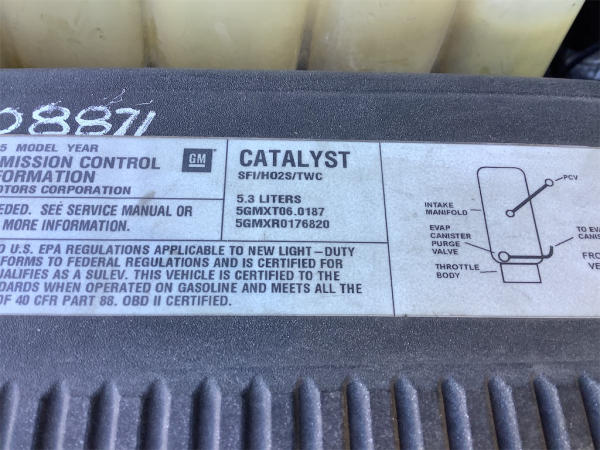 08871
5 MODEL YEAR
MISSION CONTROL
NFORMATION
OTORS CORPORATION
GM
CATALYST
SFI/HO2S/TWC
EDED. SEE SERVICE MANUAL OR
MORE INFORMATION.
5.3 LITERS
5GMXT06.0187
5GMXR0176820
O U.S. EPA REGULATIONS APPLICABLE TO NEW LIGHT-DUTY
FORMS TO FEDERAL REGULATIONS AND IS CERTIFIED FOR
UALIFIES AS A SULEV. THIS VEHICLE IS CERTIFIED TO THE
DARDS WHEN OPERATED ON GASOLINE AND MEETS ALL THE
OF 40 CFR PART 88. OBD II CERTIFIED.
PCV
INTAKE
MANIFOLD
EVAP
CANISTER
PURGE
VALVE
THROTTLE
BODY
TO EVA
CANIS
FRO
VE